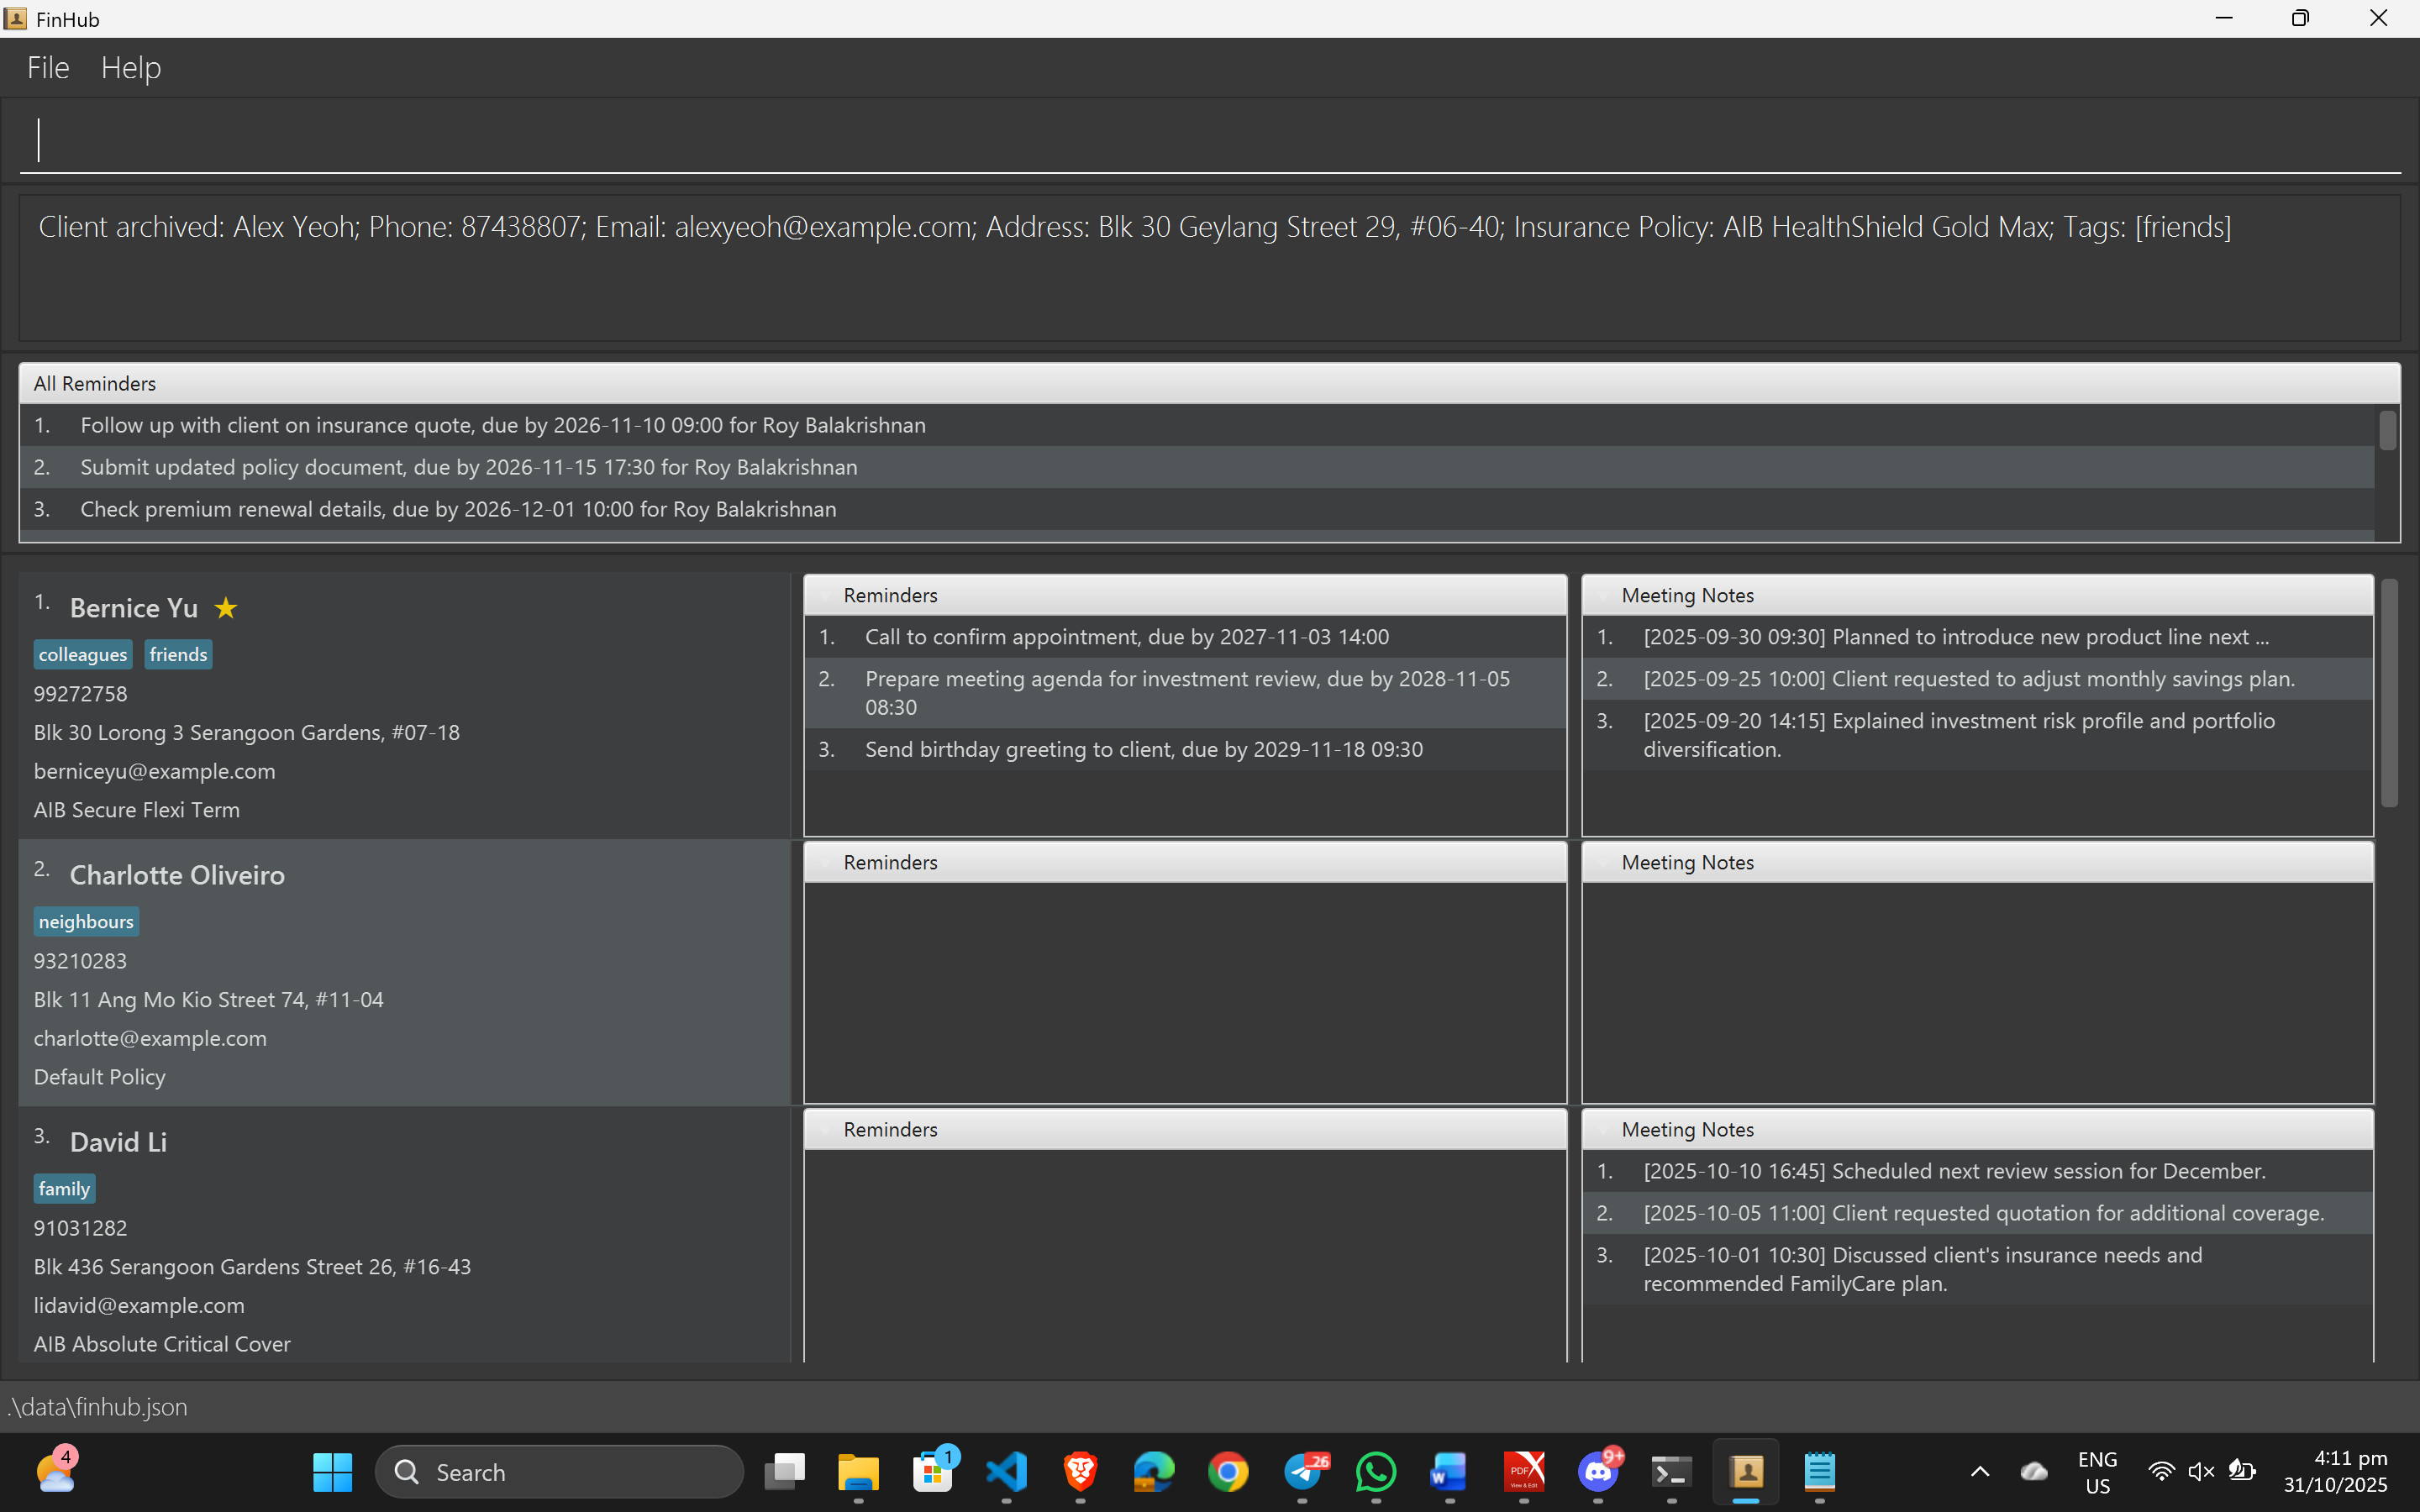 FinHub
File Help
Client archived: Alex Yeoh; Phone: 87438807; Email: alexyeoh@example.com; Address: Blk 30 Geylang Street 29, #06-40; Insurance Policy: AIB HealthShield Gold Max; Tags: [friends]
All Reminders
1. Follow up with client on insurance quote, due by 2026-11-10 09:00 for Roy Balakrishnan
2. Submit updated policy document, due by 2026-11-15 17:30 for Roy Balakrishnan
3. Check premium renewal details, due by 2026-12-01 10:00 for Roy Balakrishnan
1. Bernice Yu
colleagues friends
99272758
Blk 30 Lorong 3 Serangoon Gardens, #07-18
berniceyu@example.com
AIB Secure Flexi Term
Reminders
1. Call to confirm appointment, due by 2027-11-03 14:00
2. Prepare meeting agenda for investment review, due by 2028-11-05
08:30
3. Send birthday greeting to client, due by 2029-11-18 09:30
Meeting Notes
1. [2025-09-30 09:30] Planned to introduce new product line next ...
2. [2025-09-25 10:00] Client requested to adjust monthly savings plan.
3. [2025-09-20 14:15] Explained investment risk profile and portfolio
diversification.
2. Charlotte Oliveiro
neighbours
93210283
Blk 11 Ang Mo Kio Street 74, #11-04
charlotte@example.com
Default Policy
Reminders
Meeting Notes
3. David Li
family
91031282
Blk 436 Serangoon Gardens Street 26, #16-43
lidavid@example.com
AIB Absolute Critical Cover
Reminders
Meeting Notes
1. [2025-10-10 16:45] Scheduled next review session for December.
2. [2025-10-05 11:00] Client requested quotation for additional coverage.
3. [2025-10-01 10:30] Discussed client's insurance needs and
recommended FamilyCare plan.
.\data\finhub.json
4
Search
1
26
W
PDF
View & Edit
9+
ENG
US
4:11 pm
31/10/2025